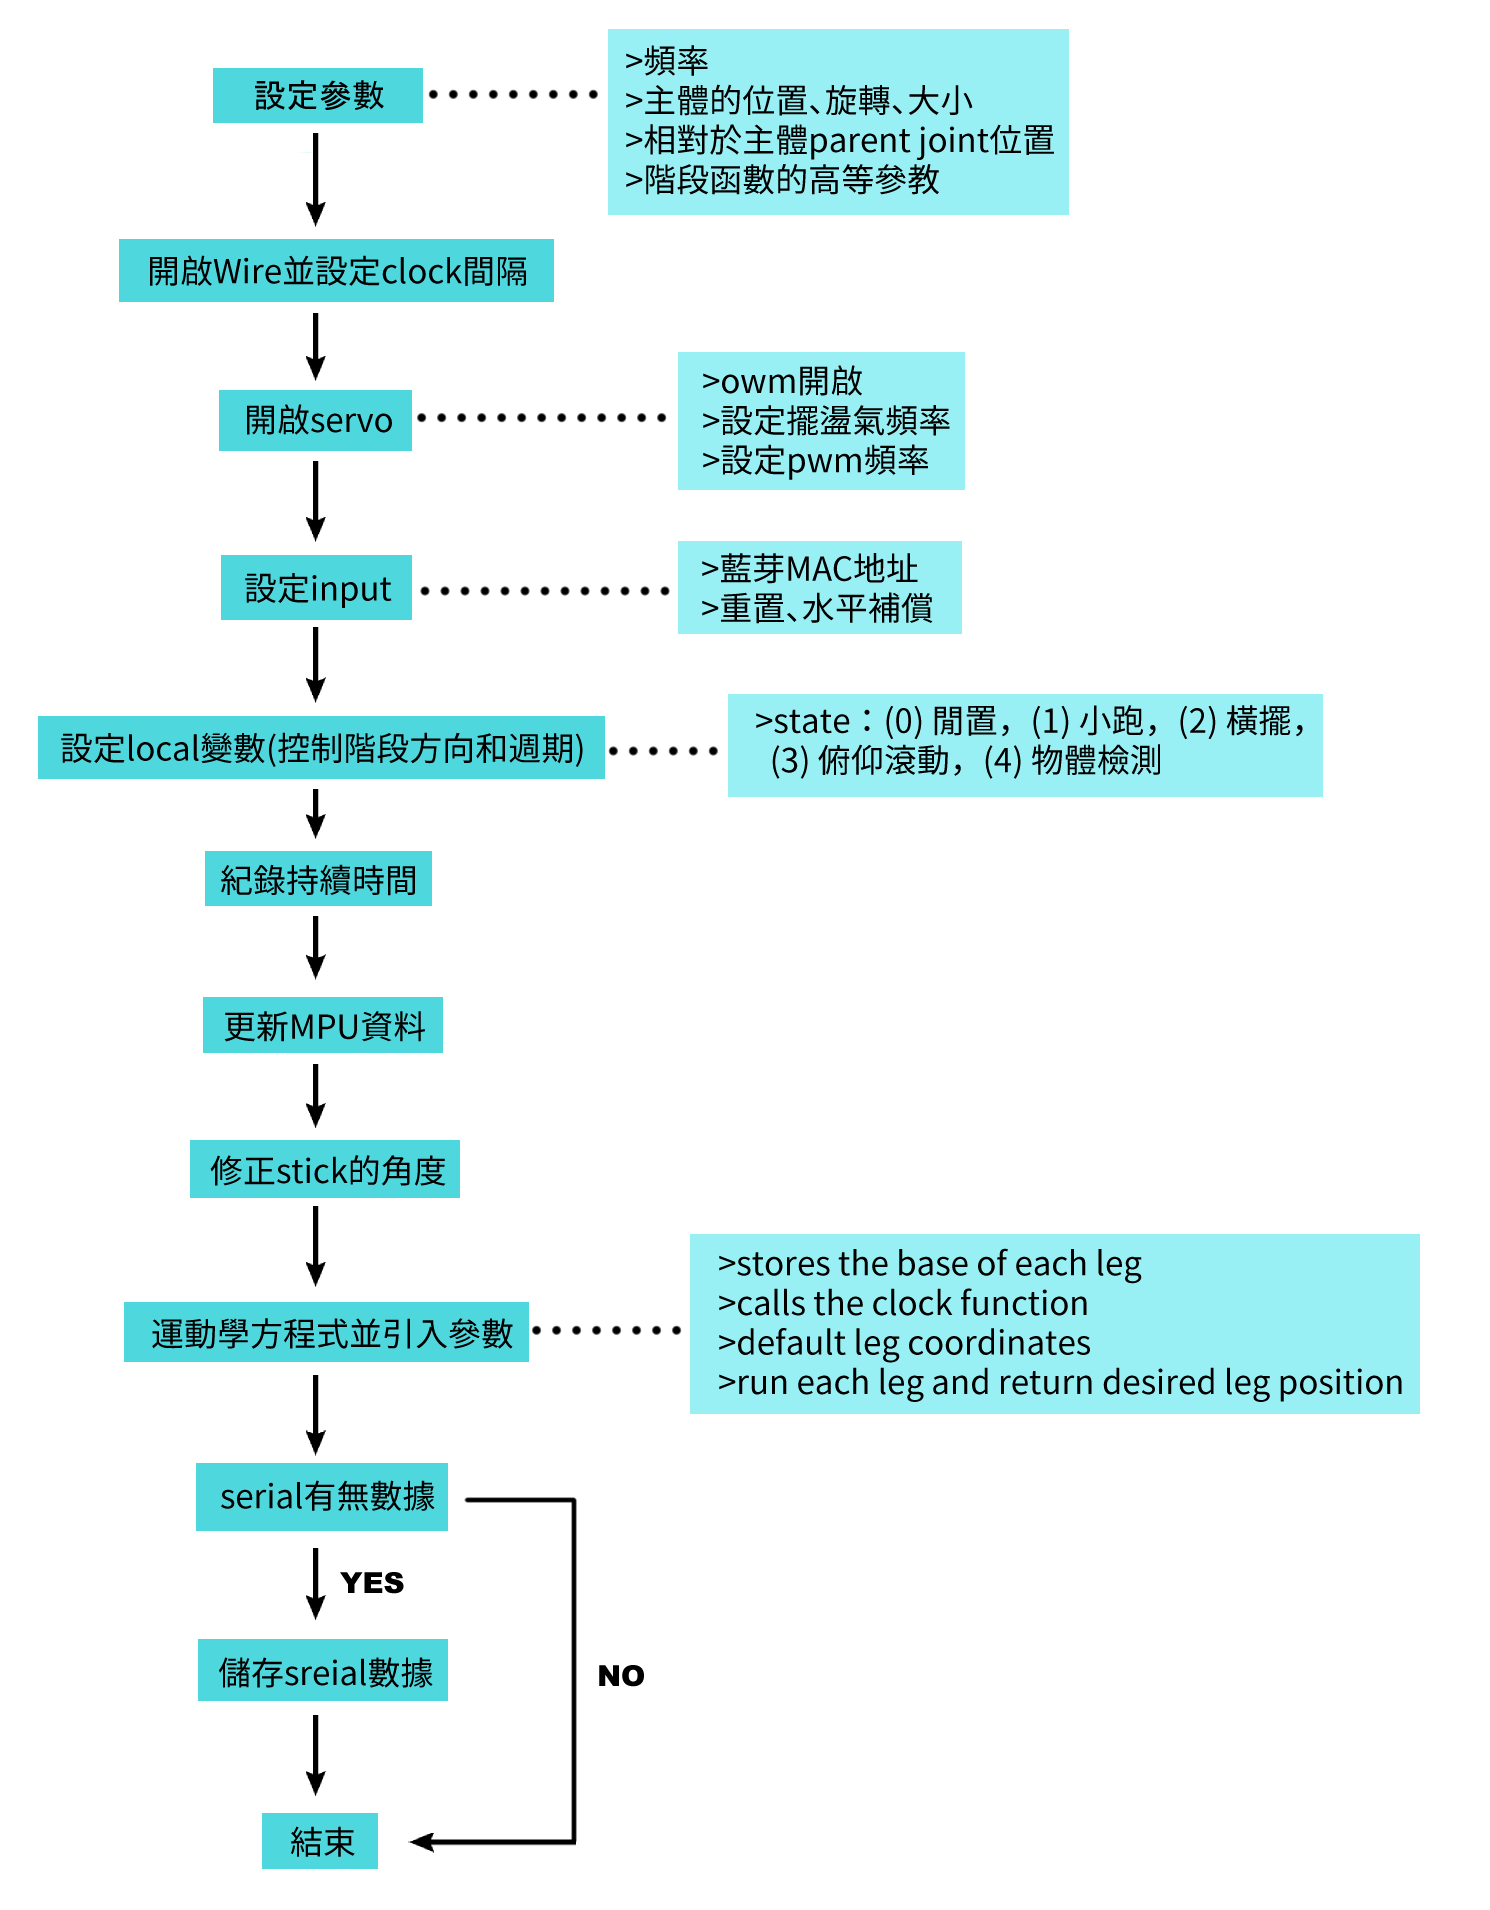 設定參數
>頻率
>主體的位置、旋轉、大小
>相對於主體parent joint位置
>階段函數的高等參教
開啟Wire並設定clock間隔
開啟servo
>owm開啟
>設定擺盪氣頻率
>設定pwm頻率
設定input
>藍芽MAC地址
>重置、水平補償
設定local變數(控制階段方向和週期)
>state：(0) 閒置，(1) 小跑，(2) 橫擺，
(3) 俯仰滾動，(4) 物體檢測
紀錄持續時間
更新MPU資料
修正stick的角度
運動學方程式並引入參數
>stores the base of each leg
>calls the clock function
>default leg coordinates
>run each leg and return desired leg position
serial有無數據
YES
儲存sreial數據
NO
結束